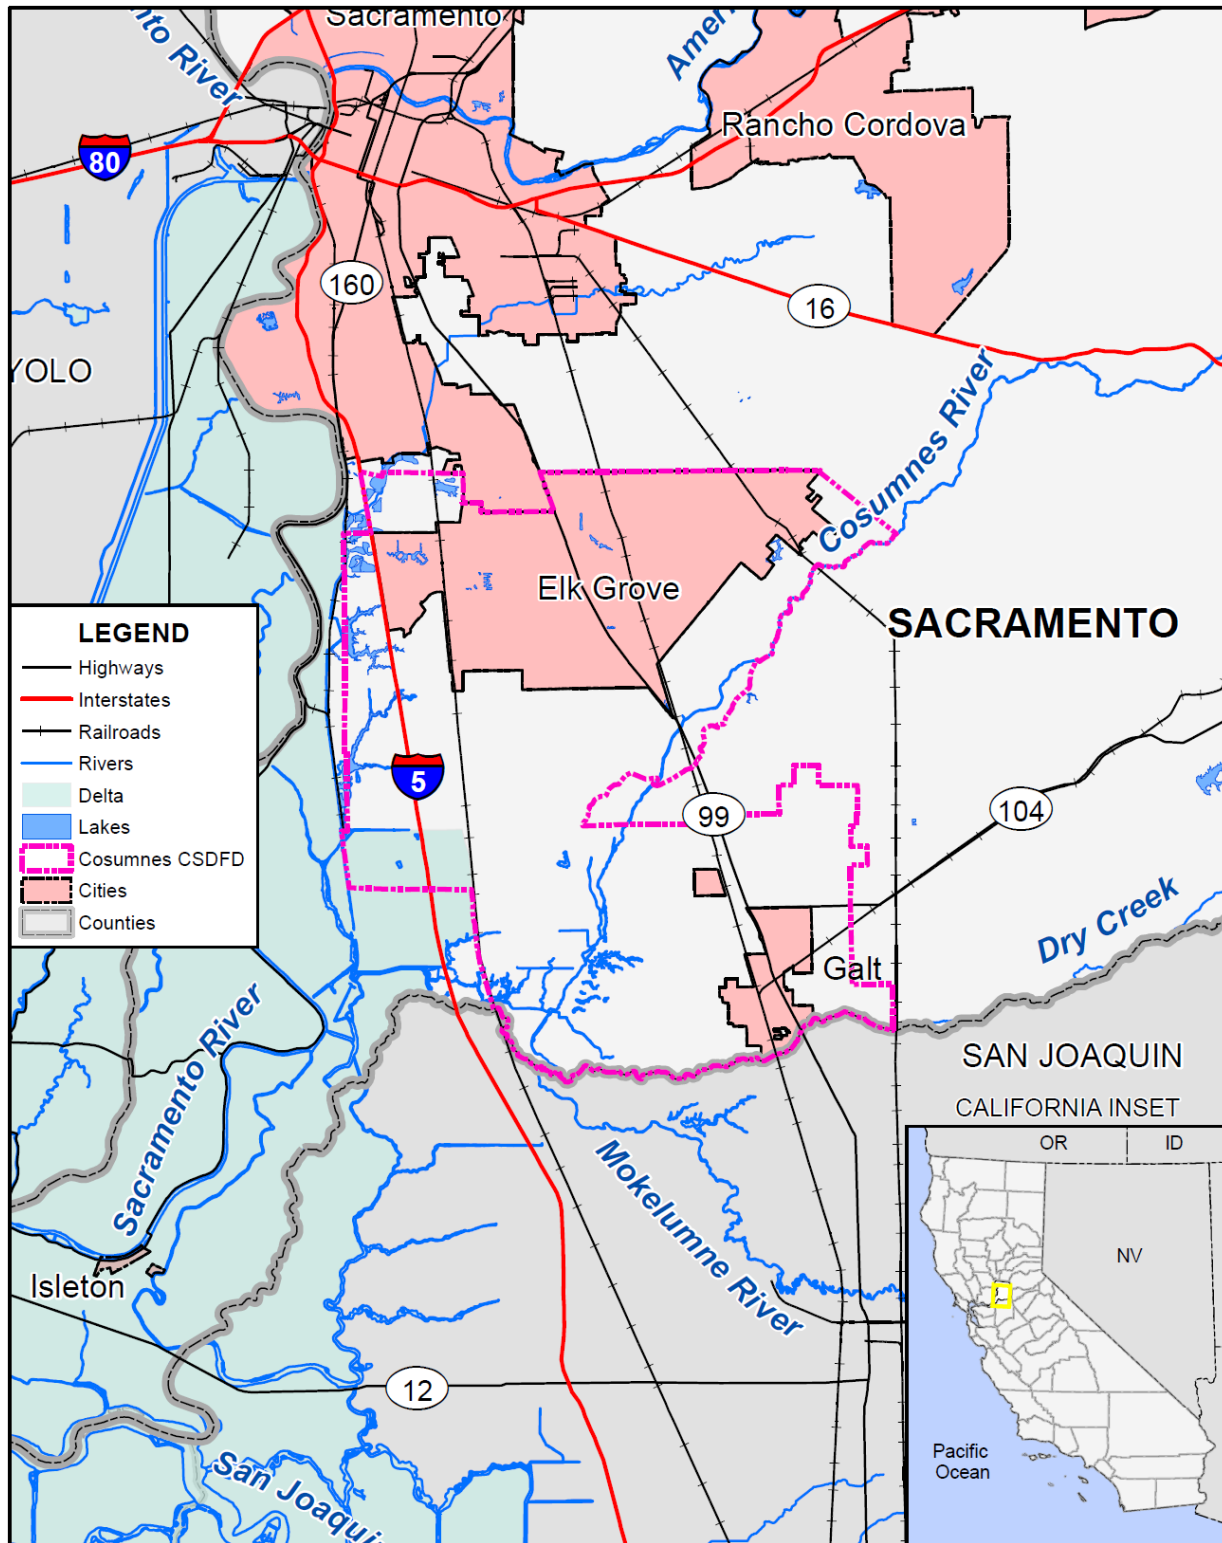 Sacramento
nto River
Amer
Rancho Cordova
80
160
16
YOLO
Cosumnes River
Elk Grove
SACRAMENTO
LEGEND
Highways
Interstates
Railroads
Rivers
Delta
Lakes
Cosumnes CSDFD
Cities
Counties
5
99
104
Dry Creek
Galt
Sacramento River
SAN JOAQUIN
CALIFORNIA INSET
OR
ID
Mokelumne River
NV
Isleton
12
Pacific
Ocean
San Joaqui